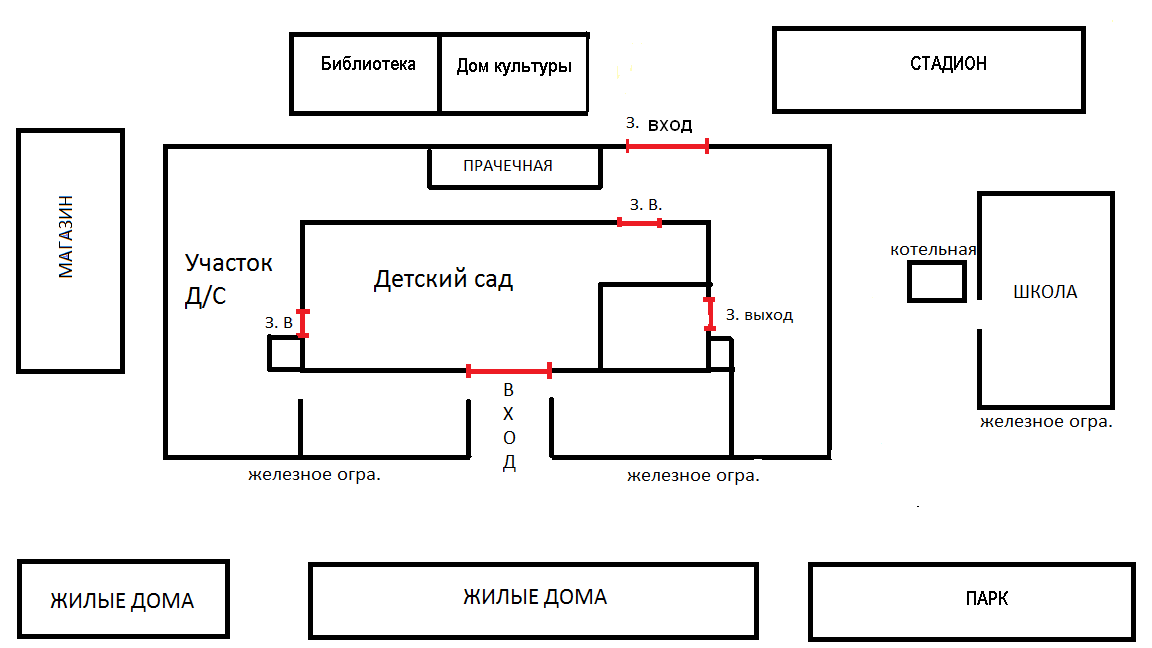 Библиотека
Дом культуры
СТАДИОН
З. вход
ПРАЧЕЧНАЯ
МАГАЗИН
З. В.
Участок
Д/С
Детский сад
котельная
ШКОЛА
З. В
З. выход
ВХОД
железное огра.
железное огра.
железное огра.
ЖИЛЫЕ ДОМА
ЖИЛЫЕ ДОМА
ПАРК